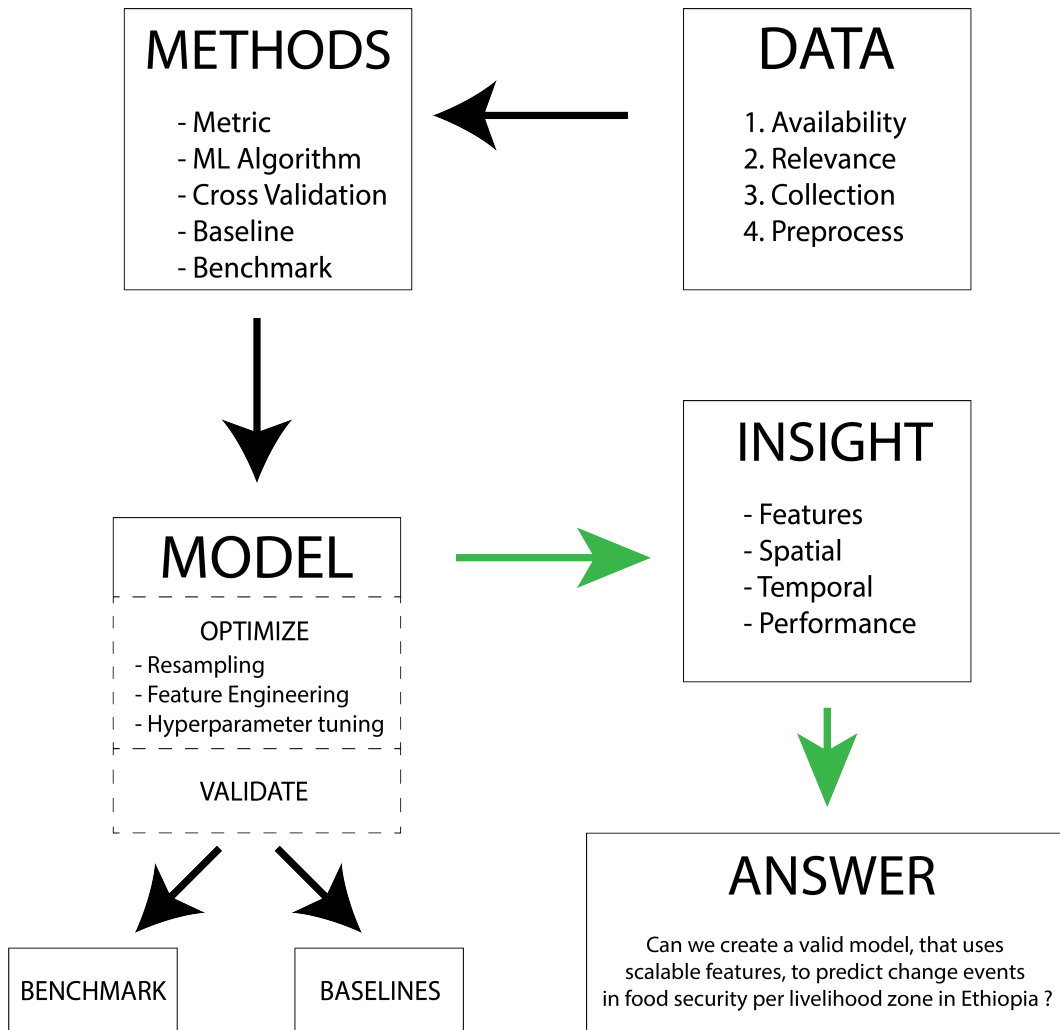 METHODS
- Metric
- ML Algorithm
- Cross Validation
- Baseline
- Benchmark
DATA
1. Availability
2. Relevance
3. Collection
4. Preprocess
MODEL
OPTIMIZE
- Resampling
- Feature Engineering
- Hyperparameter tuning
VALIDATE
BENCHMARK
BASELINES
INSIGHT
- Features
- Spatial
- Temporal
- Performance
ANSWER
Can we create a valid model, that uses
scalable features, to predict change events
in food security per livelihood zone in Ethiopia ?